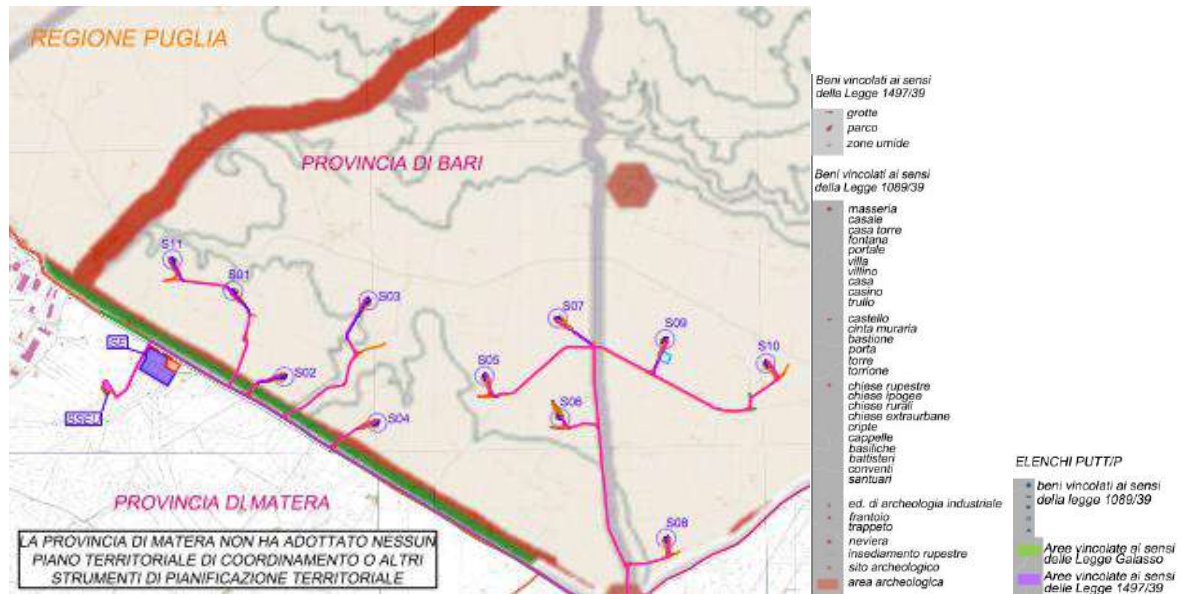 REGIONE PUGLIA
PROVINCIA DI BARI
S11
S01
S03
S07
S09
S10
S05
S02
S06
S04
SE
SSEU
S08
PROVINCIA DI MATERA
LA PROVINCIA DI MATERA NON HA ADOTTATO NESSUN
PIANO TERRITORIALE DI COORDINAMENTO O ALTRI
STRUMENTI DI PIANIFICAZIONE TERRITORIALE
Beni vincolati ai sensi
della Legge 1497/39
grotte
parco
zone umide
Beni vincolati ai sensi
della Legge 1089/39
masseria
casale
casa torre
fontana
portale
villa
villino
casa
casino
trullo
castello
cinta muraria
bastione
porta
torre
torrione
chiese rupestre
chiese ipogee
chiese rurali
chiese extraurbane
cripte
cappelle
basiliche
battisteri
conventi
santuari
ed. di archeologia industriale
frantoio
trappeto
neviera
insediamento rupestre
sito archeologico
area archeologica
ELENCHI PUTT/P
beni vincolati ai sensi
della legge 1089/39
Aree vincolate ai sensi
delle Legge Galasso
Aree vincolate ai sensi
delle Legge 1497/39